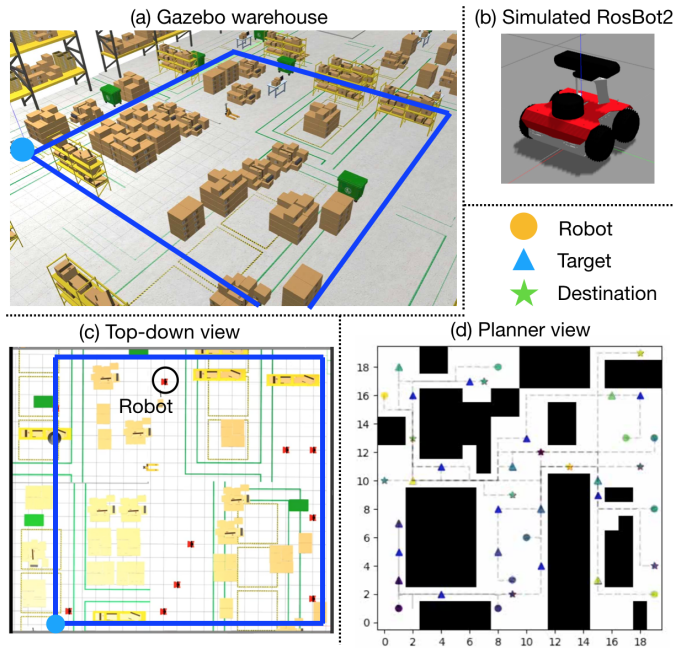 (a) Gazebo warehouse
(b) Simulated RosBot2
Robot
Target
Destination
(c) Top-down view
Robot
(d) Planner view
18
16
14
12
10
8
6
4
2
0
0 2 4 6 8 10 12 14 16 18